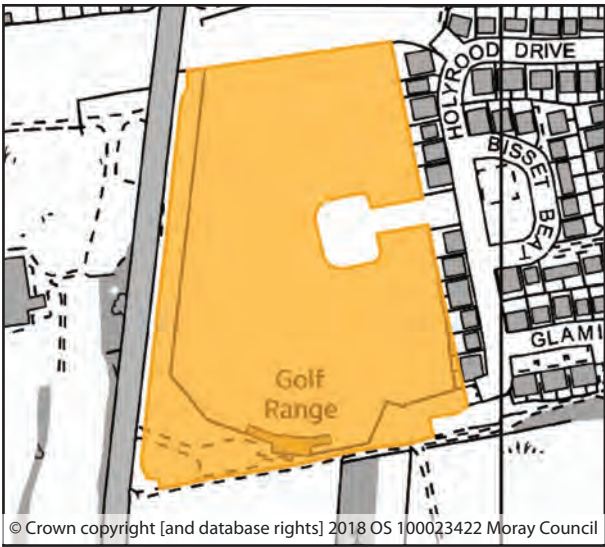 HOLYROOD DRIVE
BISSET BEAT
GLAMI
Golf
Range
© Crown copyright [and database rights] 2018 OS 100023422 Moray Council